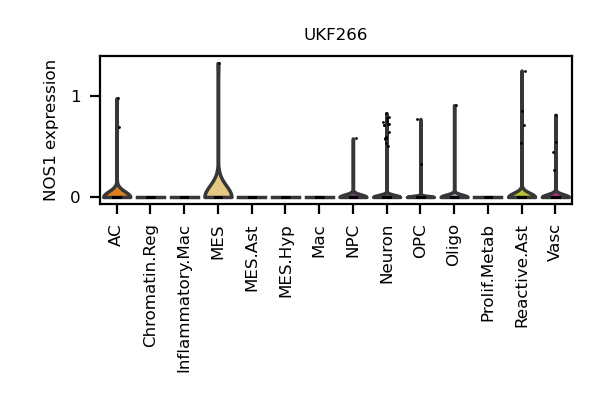 UKF266
NOS1 expression
1
0
AC
Chromatin.Reg
Inflammatory.Mac
MES
MES.Ast
MES.Hyp
Mac
NPC
Neuron
OPC
Oligo
Prolif.Metab
Reactive.Ast
Vasc